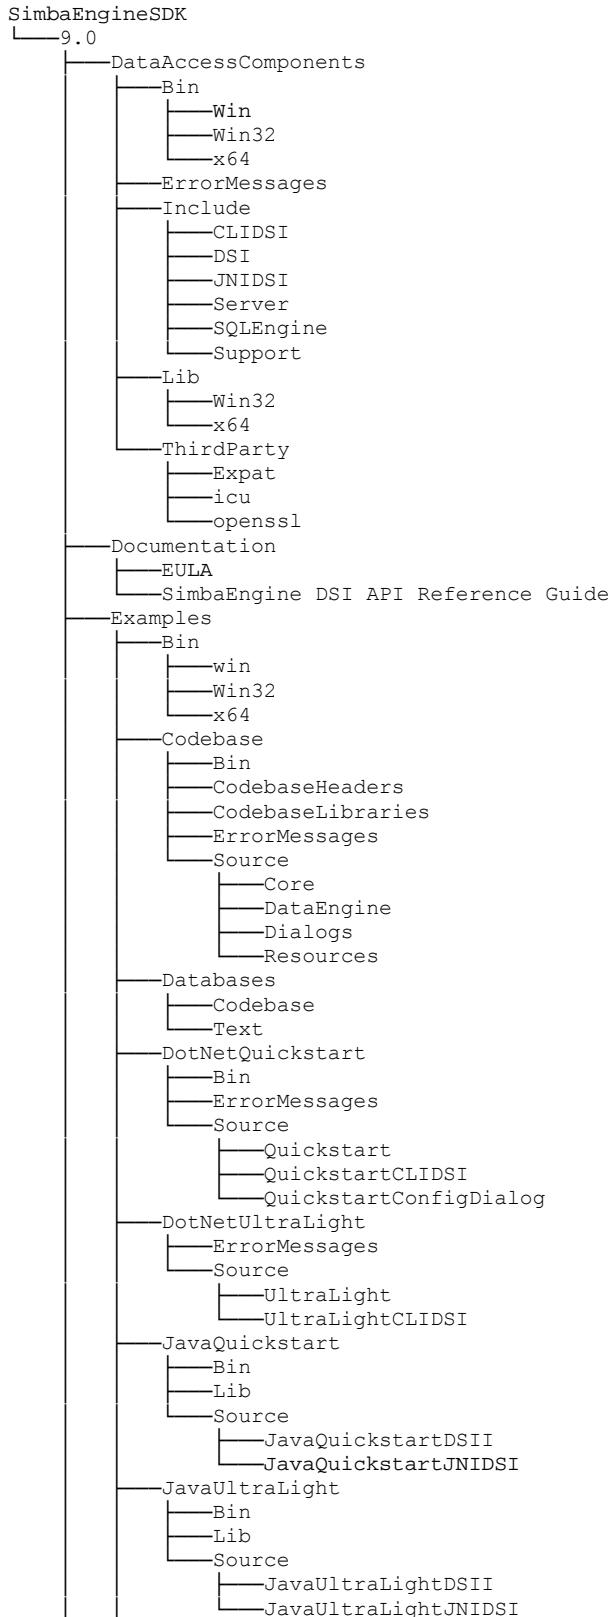 SimbaEngineSDK
9.0
DataAccessComponents
Bin
Win
Win32
x64
ErrorMessages
Include
CLIDSI
DSI
JNIDSI
Server
SQLEngine
Support
Lib
Win32
x64
ThirdParty
Expat
icu
openssl
Documentation
EULA
SimbaEngine DSI API Reference Guide
Examples
Bin
win
Win32
x64
Codebase
Bin
CodebaseHeaders
CodebaseLibraries
ErrorMessages
Source
Core
DataEngine
Dialogs
Resources
Databases
Codebase
Text
DotNetQuickstart
Bin
ErrorMessages
Source
Quickstart
QuickstartCLIDSI
QuickstartConfigDialog
DotNetUltraLight
ErrorMessages
Source
UltraLight
UltraLightCLIDSI
JavaQuickstart
Bin
Lib
Source
JavaQuickstartDSII
JavaQuickstartJNIDSI
JavaUltraLight
Bin
Lib
Source
JavaUltraLightDSII
JavaUltraLightJNIDSI